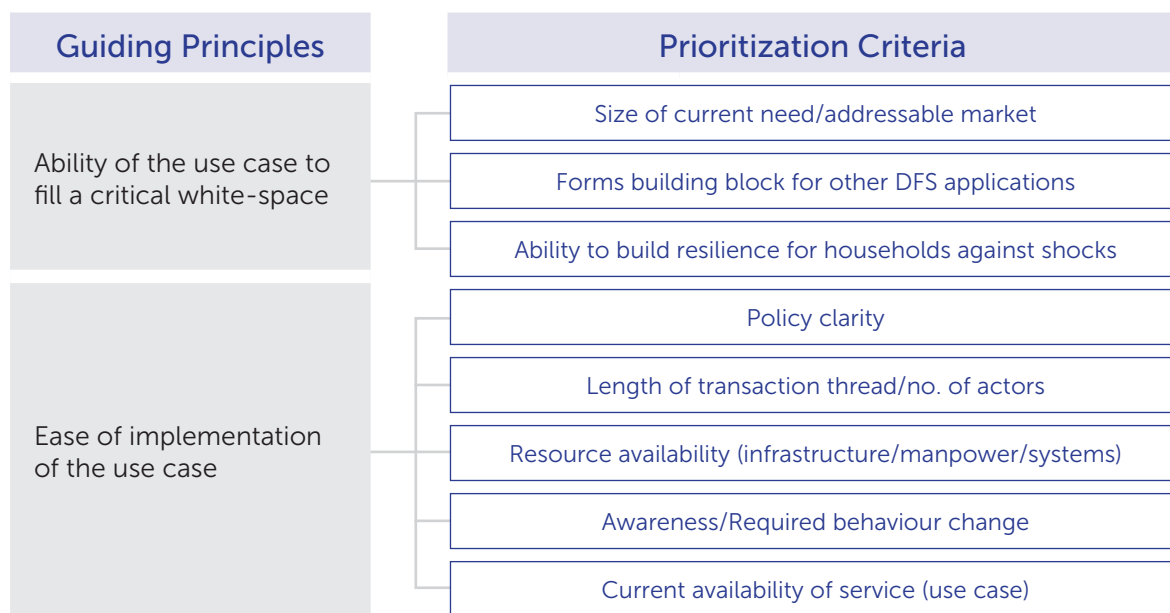 Guiding Principles
Prioritization Criteria
Ability of the use case to
fill a critical white-space
Size of current need/addressable market
Forms building block for other DFS applications
Ability to build resilience for households against shocks
Ease of implementation
of the use case
Policy clarity
Length of transaction thread/no. of actors
Resource availability (infrastructure/manpower/systems)
Awareness/Required behaviour change
Current availability of service (use case)